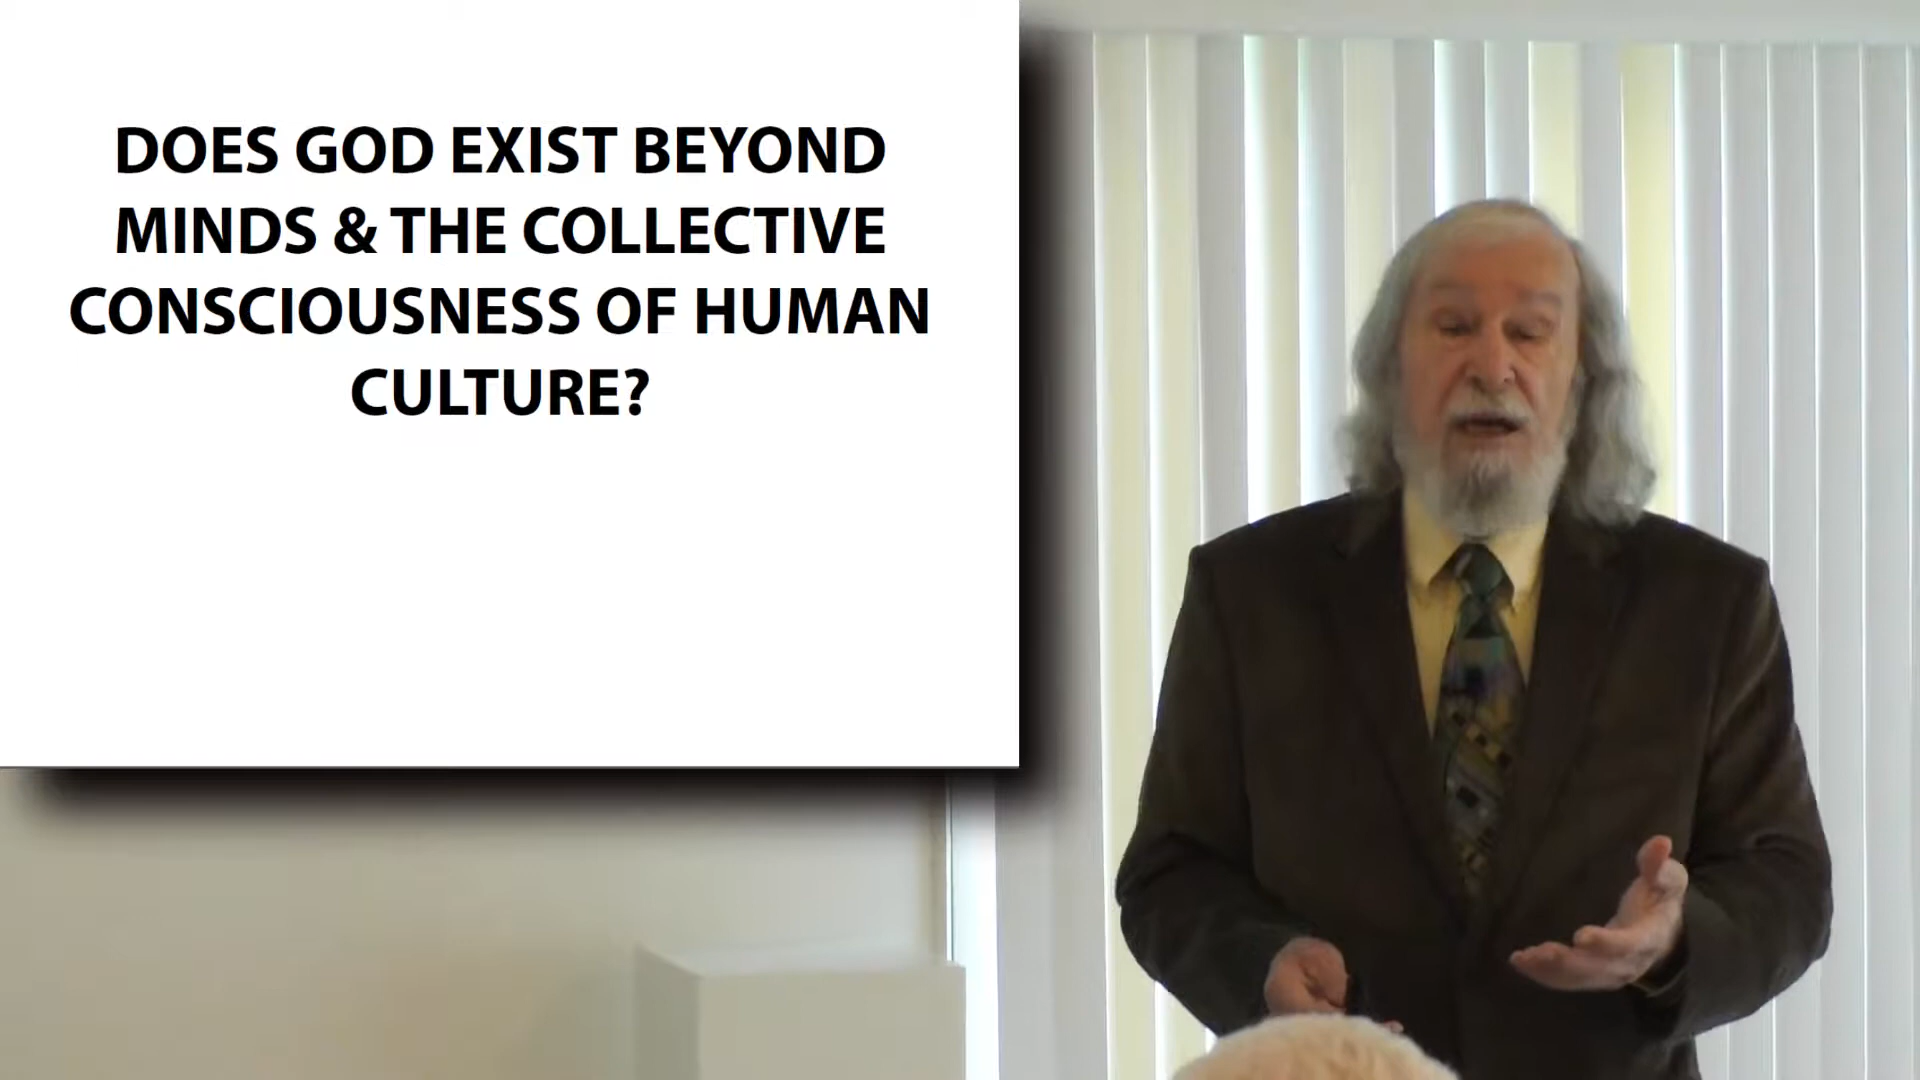 DOES GOD EXIST BEYOND
MINDS & THE COLLECTIVE
CONSCIOUSNESS OF HUMAN
CULTURE?